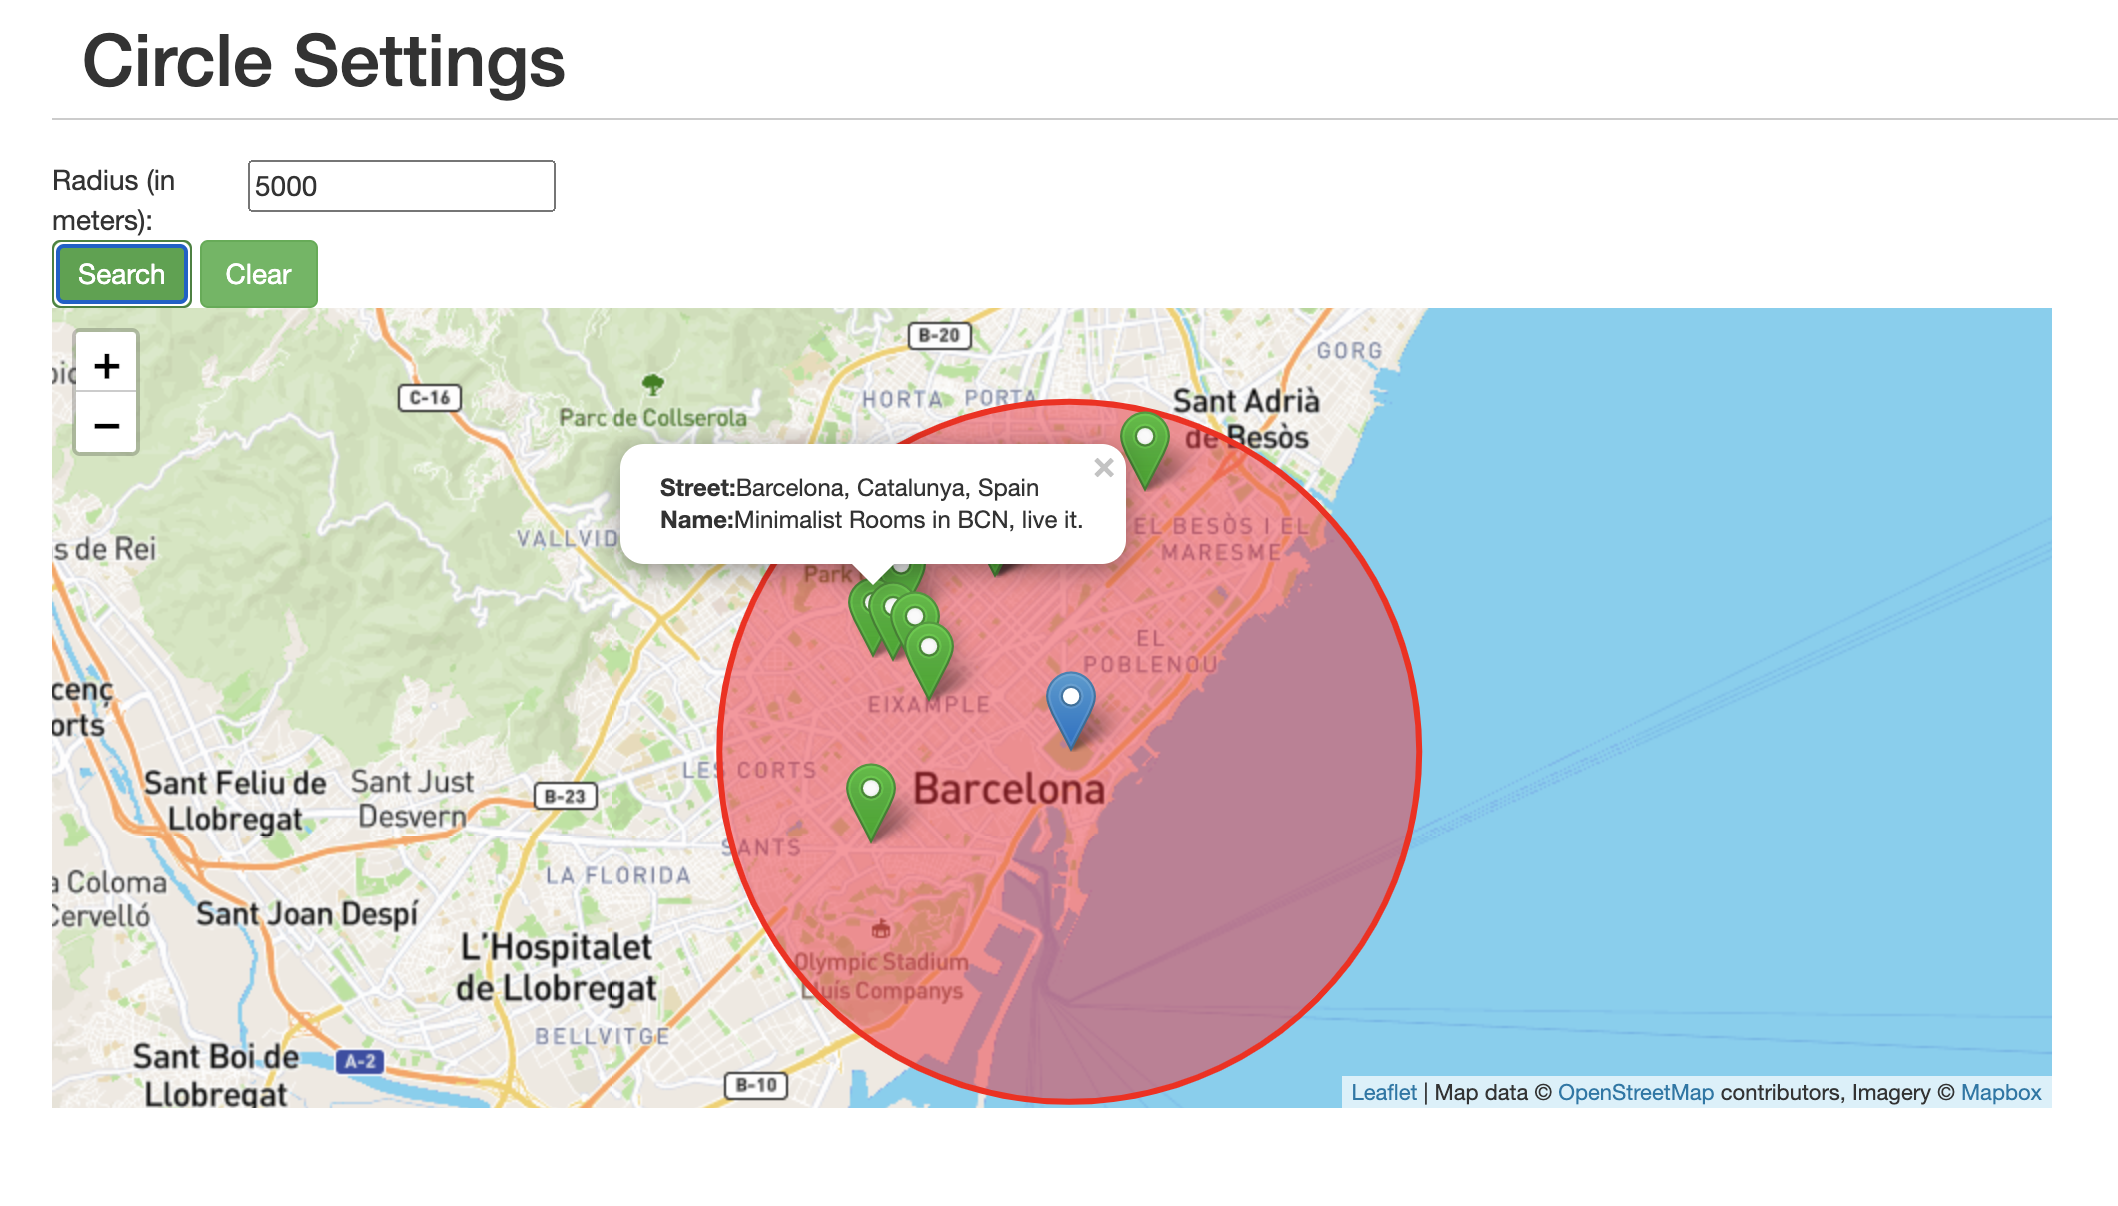 Circle Settings
Radius (in
meters):
5000
Search
Clear
+
−
B-20
GORG
C-16
HORTA
PORTA
Sant Adrià
de Besòs
Parc de Collserola
×
Street:Barcelona, Catalunya, Spain
Name:Minimalist Rooms in BCN, live it.
EL BESÒS I EL
MARESME
VALLVID
s de Rei
Park
EL
POBLENOU
EIXAMPLE
cenç
orts
LES CORTS
Sant Feliu de
Llobregat
Sant Just
Desvern
B-23
Barcelona
SANTS
LA FLORIDA
a Coloma
Cervelló
Sant Joan Despí
L'Hospitalet
de Llobregat
Olympic Stadium
Lluís Companys
BELLVITGE
Sant Boi de
Llobregat
A-2
B-10
Leaflet | Map data © OpenStreetMap contributors, Imagery © Mapbox